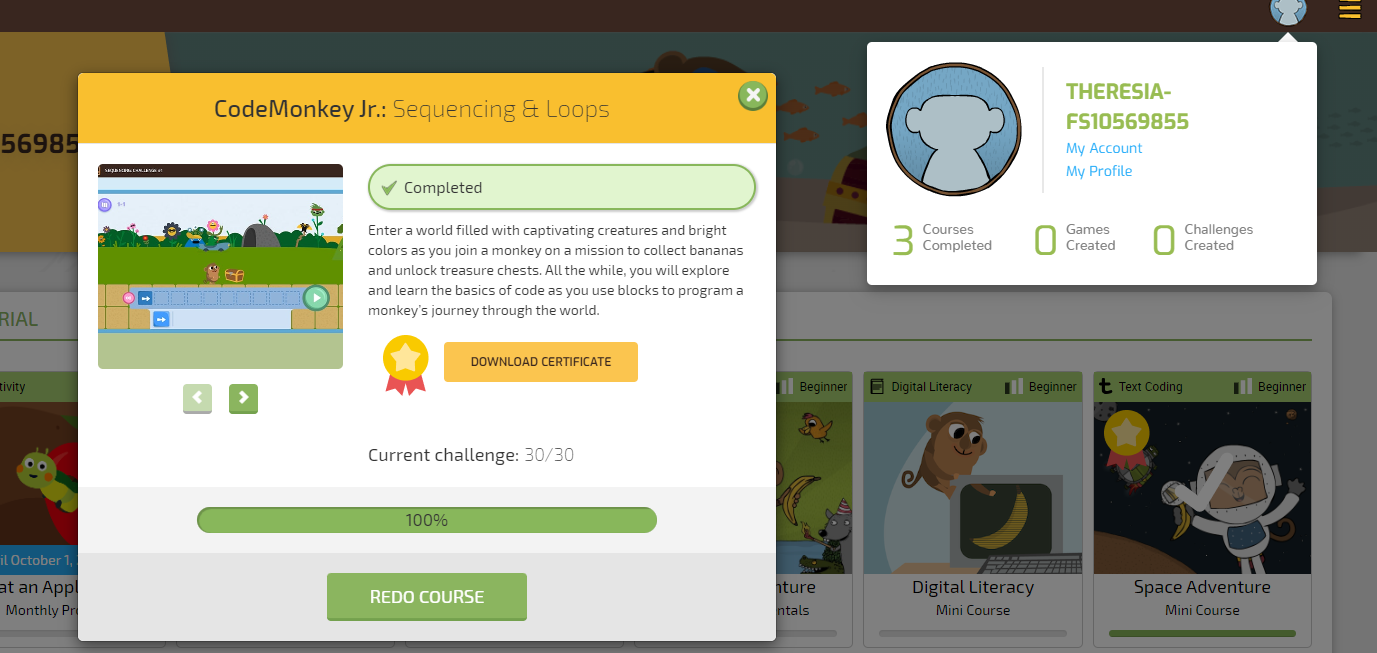 56985
CodeMonkey Jr.: Sequencing & Loops
SEQUENCING CHALLENGE #1
Completed
Enter a world filled with captivating creatures and bright
colors as you join a monkey on a mission to collect bananas
and unlock treasure chests. All the while, you will explore
and learn the basics of code as you use blocks to program a
monkey's journey through the world.
DOWNLOAD CERTIFICATE
Current challenge: 30/30
100%
REDO COURSE
THERESIA-
FS10569855
My Account
My Profile
3 Courses
Completed
0 Games
Created
0 Challenges
Created
RIAL
tivity
il October 1,
at an Appl
Monthly Pro
Beginner
nture
ntals
Digital Literacy
Beginner
Digital Literacy
Mini Course
Text Coding
Beginner
Space Adventure
Mini Course